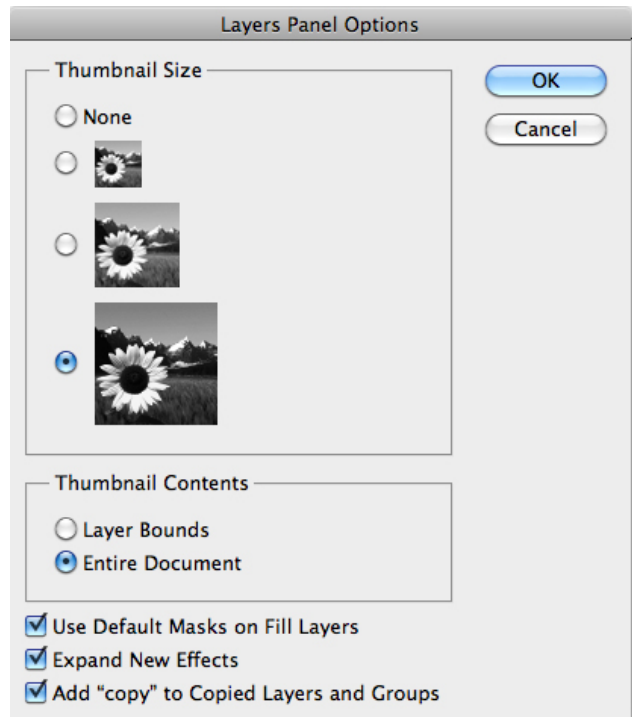 Layers Panel Options
Thumbnail Size
OK
None
Cancel
Thumbnail Contents
Layer Bounds
Entire Document
Use Default Masks on Fill Layers
Expand New Effects
Add “copy” to Copied Layers and Groups